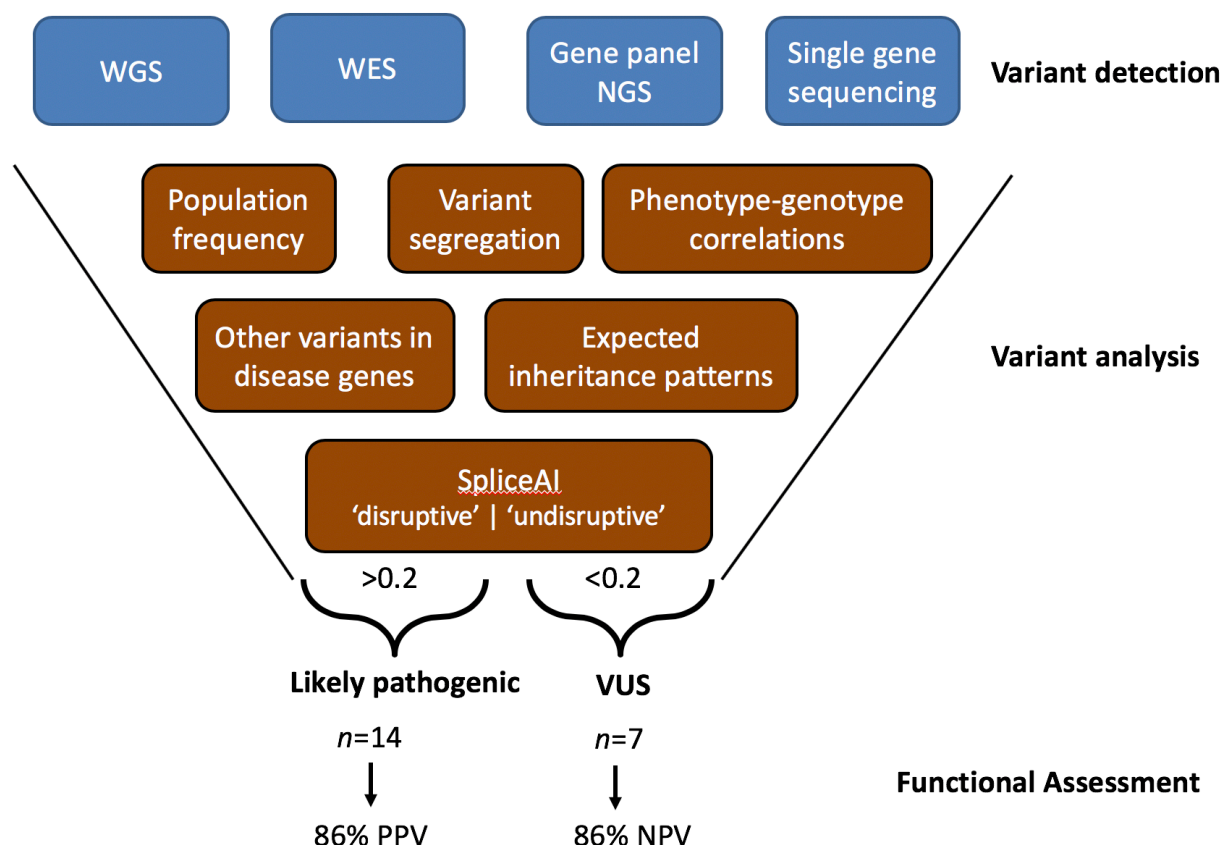 WGS
WES
Gene panel
NGS
Single gene
sequencing
Variant detection
Population
frequency
Variant
segregation
Phenotype-genotype
correlations
Other variants in
disease genes
Expected
inheritance patterns
Variant analysis
SpliceAI
‘disruptive’ | ‘undisruptive’
>0.2
<0.2
Likely pathogenic
VUS
n=14
n=7
Functional Assessment
86% PPV
86% NPV